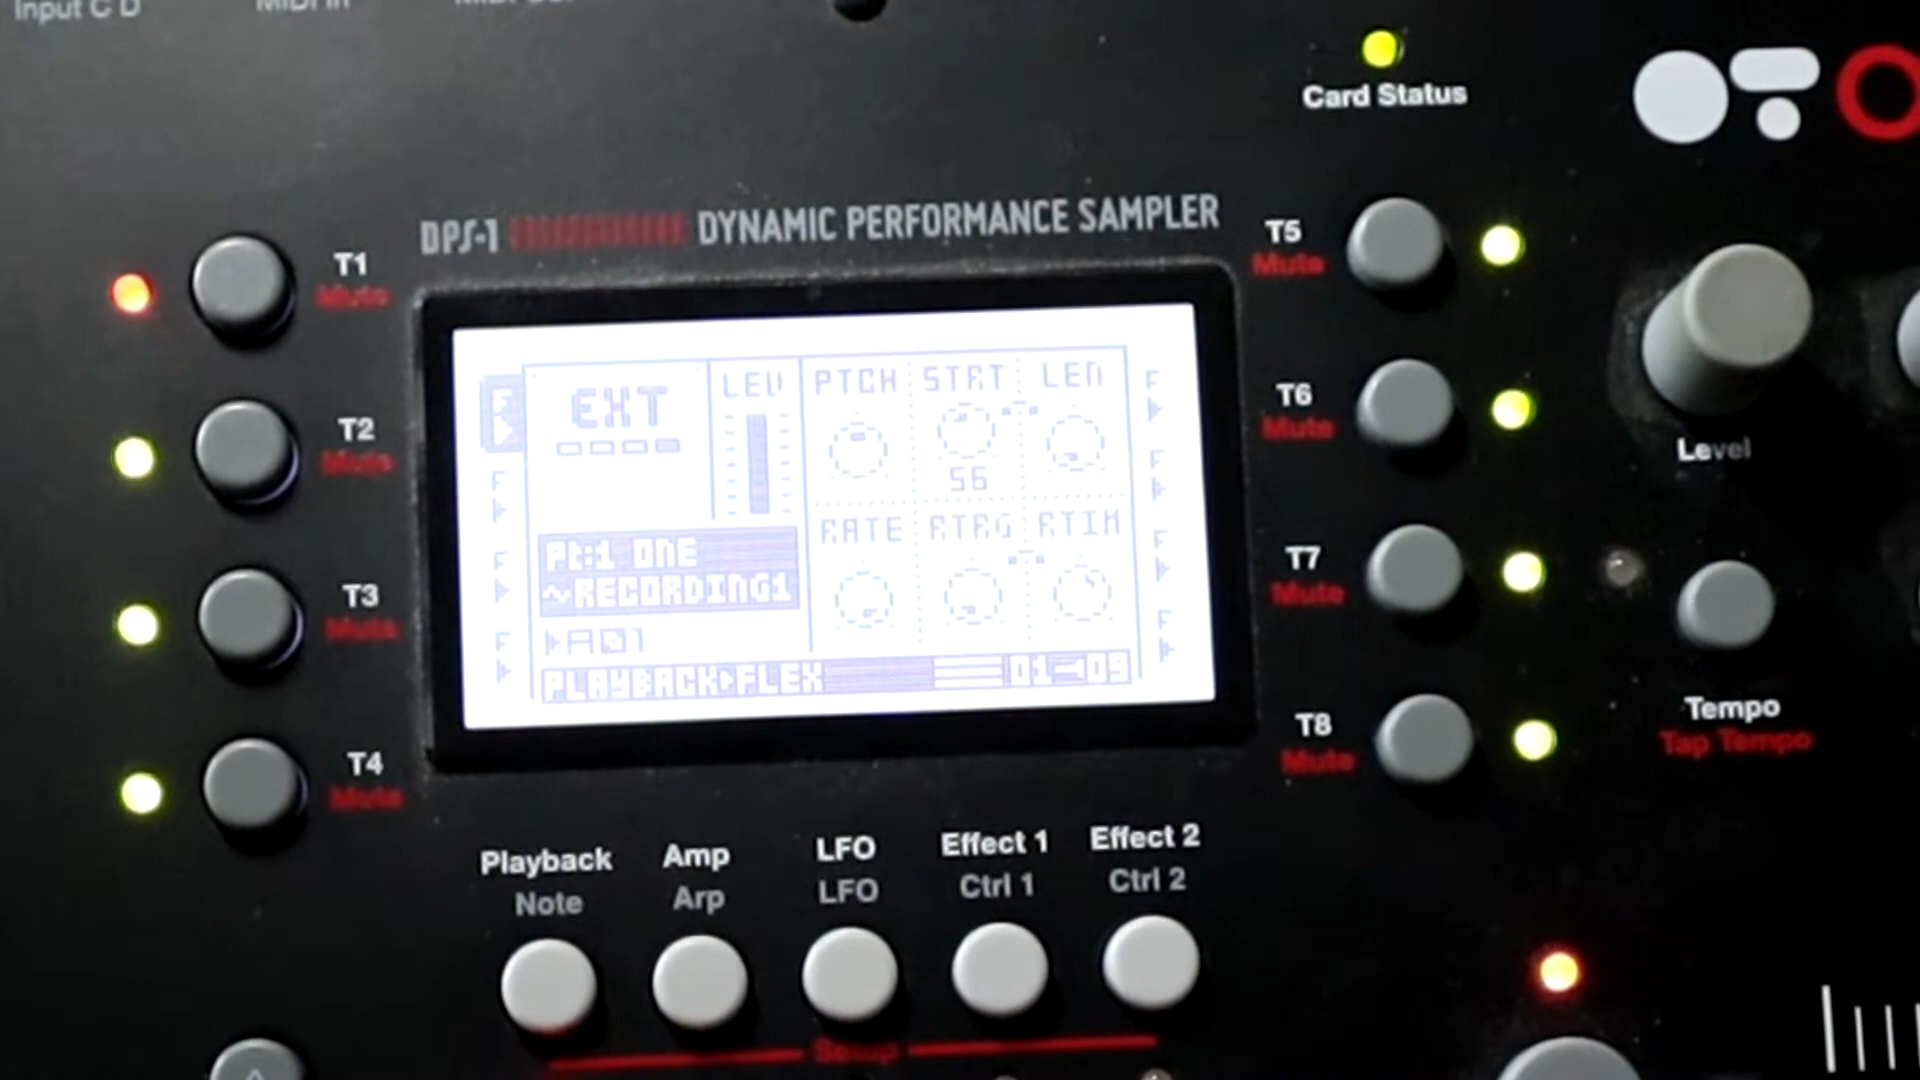 Input C D
MIDI In
Card Status
DPS-1 DYNAMIC PERFORMANCE SAMPLER
T1
Mute
T2
Mute
T3
Mute
T4
Mute
EXT
LEV
PTCH STRT LEN
56
RATE RTRG RTIM
Pt:1 ONE
~RECORDING1
A01
PLAYBACK FLEX
01 09
T5
Mute
T6
Mute
T7
Mute
T8
Mute
Level
Tempo
Tap Tempo
Playback Amp LFO Effect 1 Effect 2
Note Arp LFO Ctrl 1 Ctrl 2
Setup